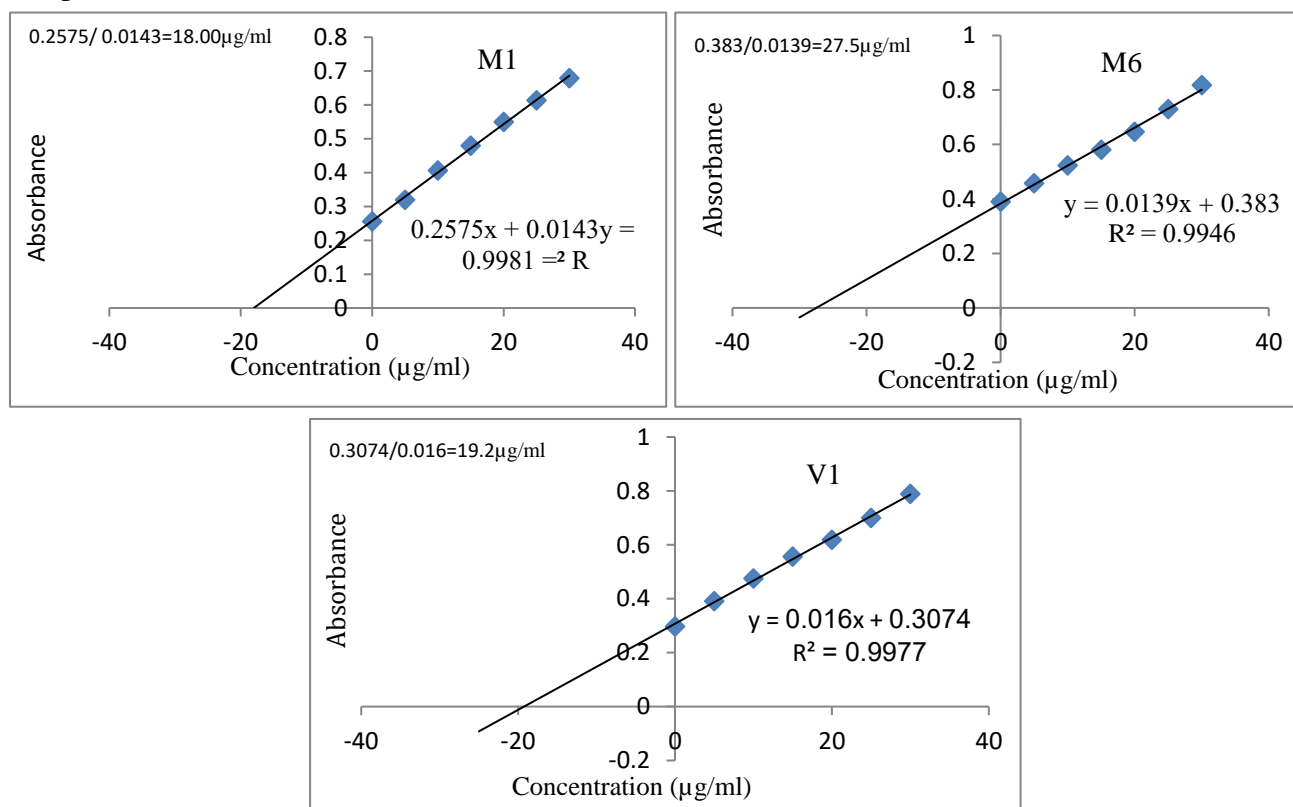 0.2575/ 0.0143=18.00µg/ml
M1
0.8
0.7
0.6
0.5
0.4
0.3
0.2
0.1
0
Absorbance
0.2575x + 0.0143y =
0.9981 =² R
-40
-20
0
20
40
Concentration (µg/ml)
0.383/0.0139=27.5µg/ml
M6
1
0.8
0.6
0.4
0.2
0
-0.2
Absorbance
y = 0.0139x + 0.383
R² = 0.9946
-40
-20
0
20
40
Concentration (µg/ml)
0.3074/0.016=19.2µg/ml
V1
1
0.8
0.6
0.4
0.2
0
-0.2
Absorbance
y = 0.016x + 0.3074
R² = 0.9977
-40
-20
0
20
40
Concentration (µg/ml)